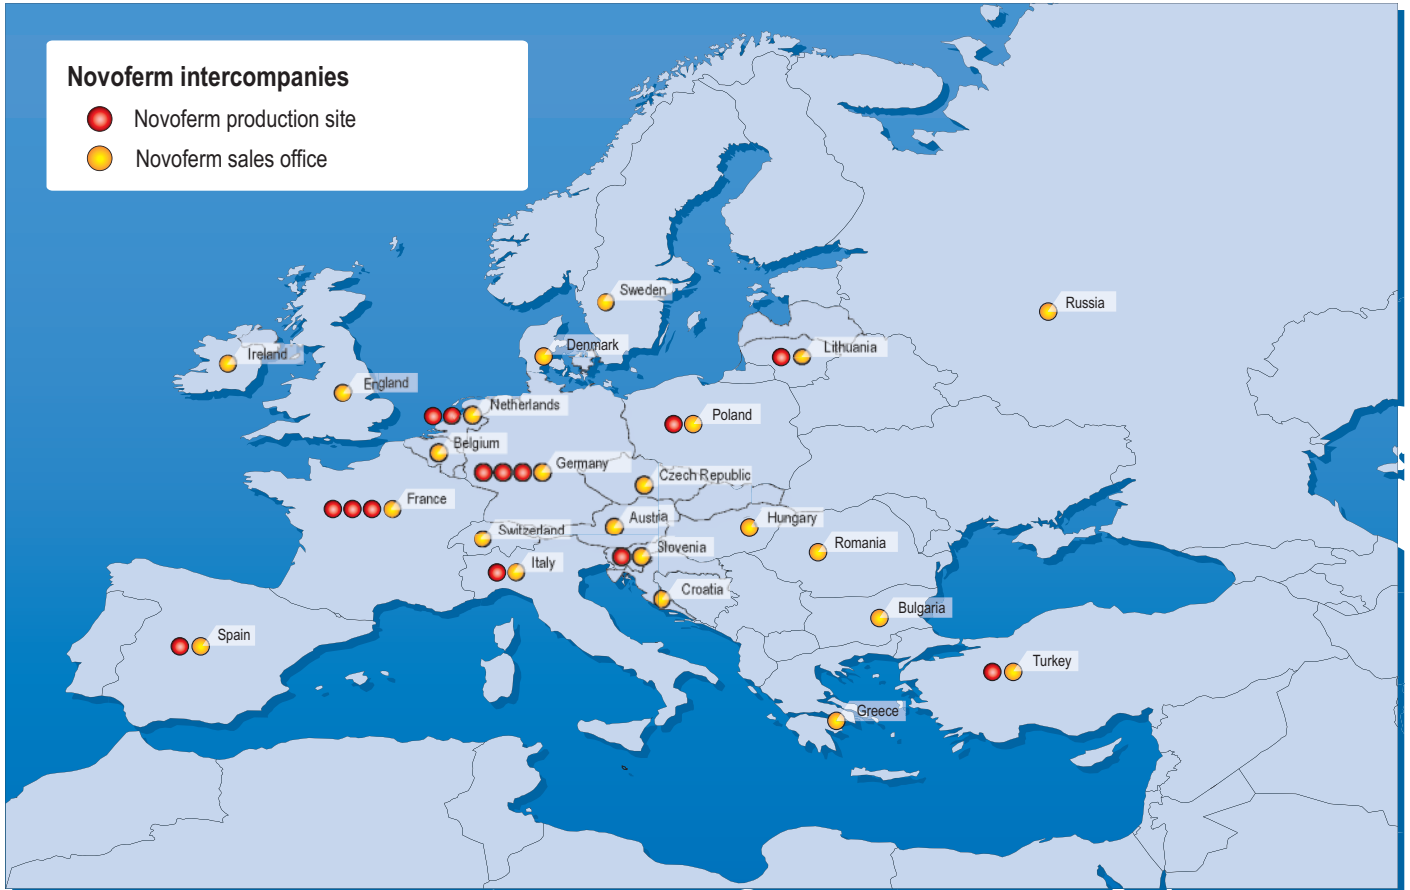 Novoferm intercompanies
Novoferm production site
Novoferm sales office
Sweden
Russia
Denmark
Lithuania
Ireland
England
Netherlands
Poland
Belgium
Germany
Czech Republic
France
Austria
Hungary
Switzerland
Romania
Slovenia
Italy
Croatia
Bulgaria
Spain
Turkey
Greece